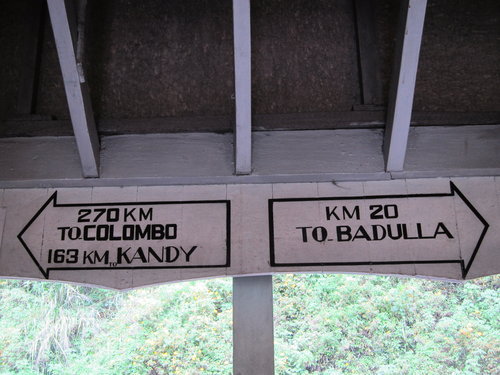 270 KM
TO COLOMBO
163 KM TO KANDY
KM 20
TO BADULLA